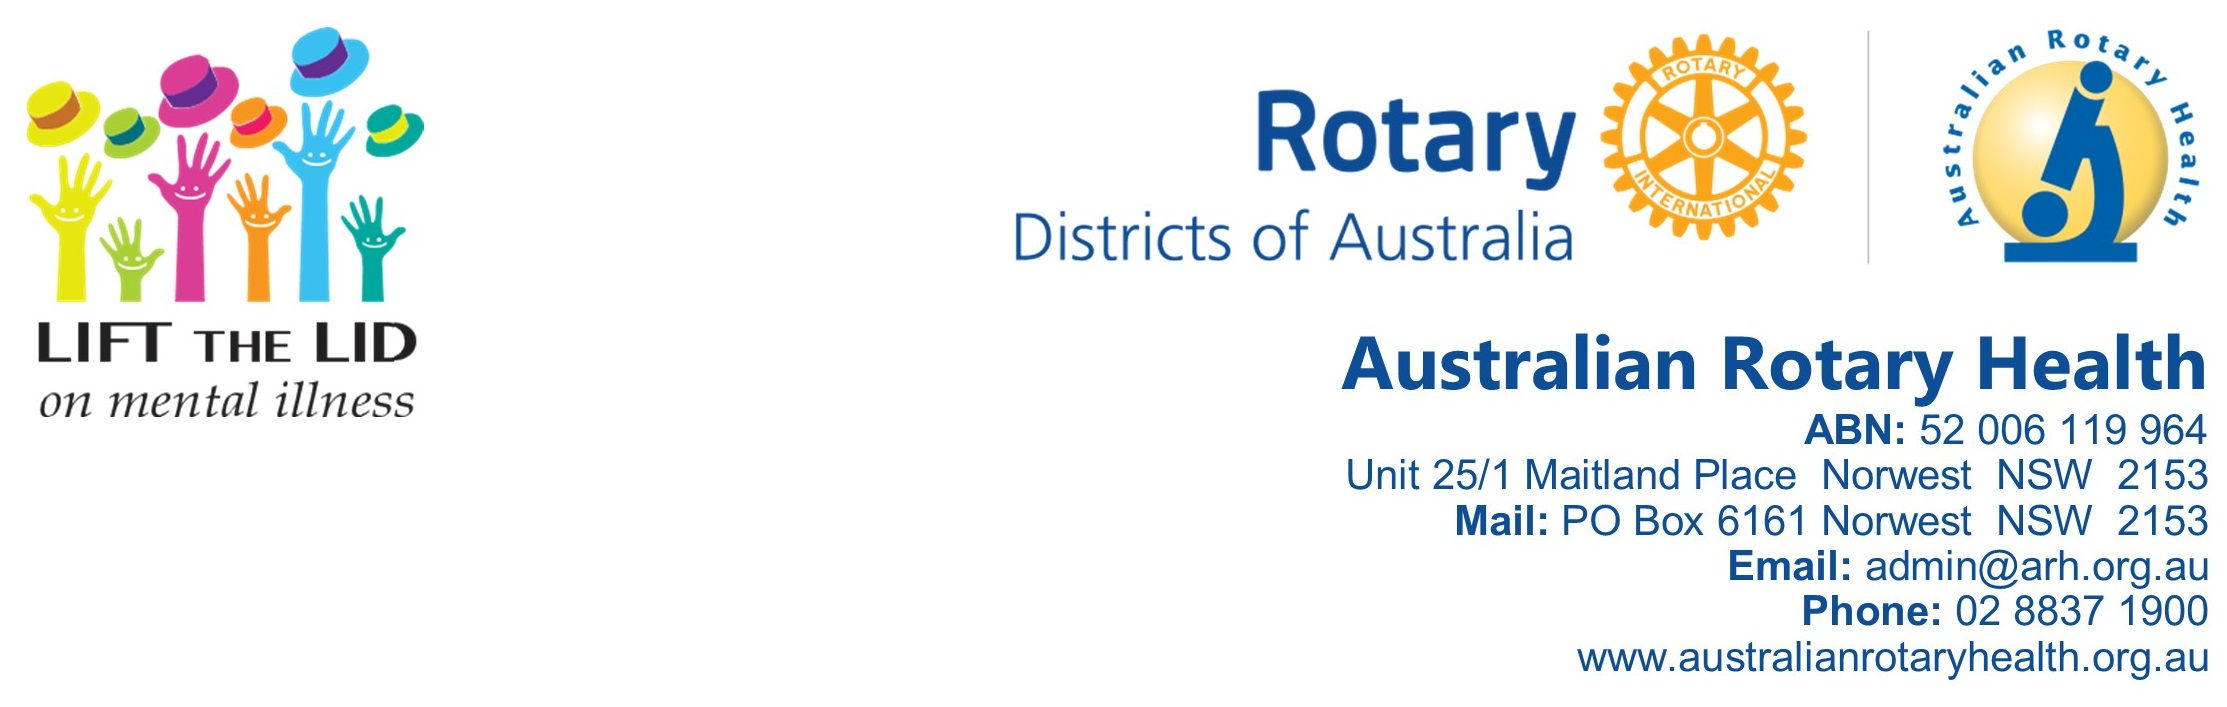 LIFT THE LID
on mental illness
Rotary
Districts of Australia
ROTARY
INTERNATIONAL
Australian Rotary Health
Australian Rotary Health
ABN: 52 006 119 964
Unit 25/1 Maitland Place  Norwest  NSW  2153
Mail: PO Box 6161 Norwest  NSW  2153
Email: admin@arh.org.au
Phone: 02 8837 1900
www.australianrotaryhealth.org.au